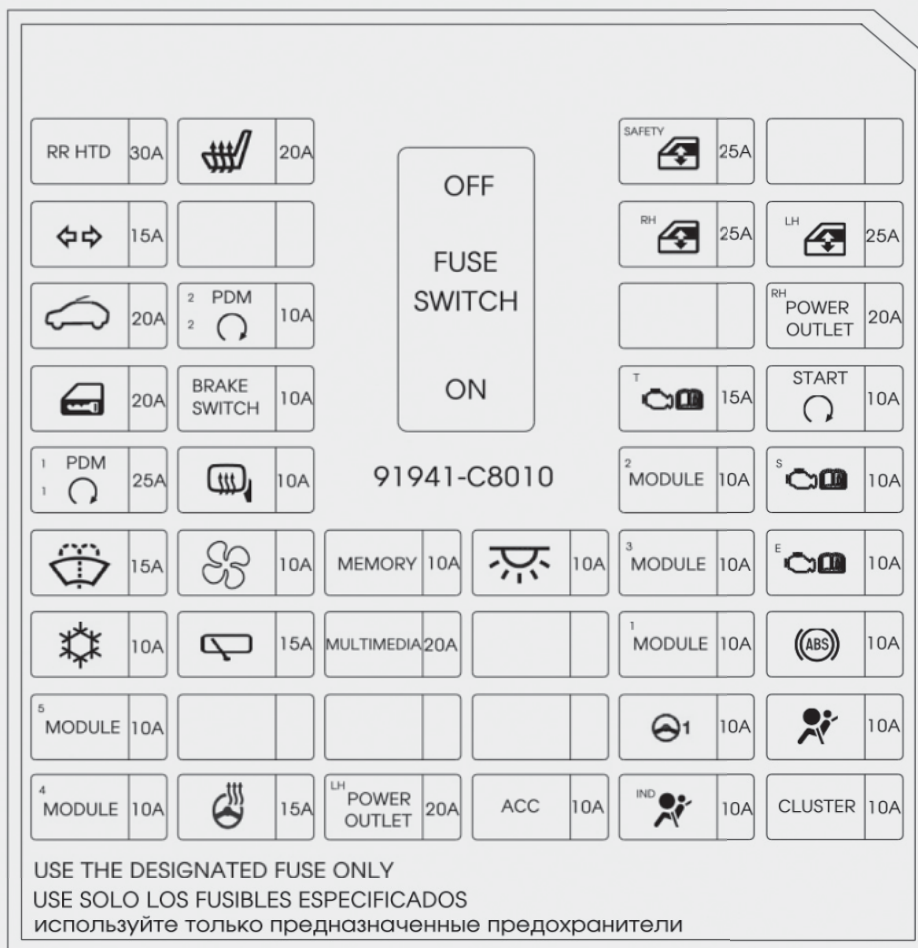 RR HTD 30A 20A SAFETY 25A
15A RH 25A LH 25A
OFF
FUSE
SWITCH
ON
20A 2 PDM 2 10A RH POWER OUTLET 20A
20A BRAKE SWITCH 10A T 15A START 10A
1 PDM 1 25A 10A 91941-C8010 2 MODULE 10A S 10A
15A 10A MEMORY 10A 10A 3 MODULE 10A E 10A
10A 15A MULTIMEDIA 20A 1 MODULE 10A ABS 10A
5 MODULE 10A 1 10A 10A
4 MODULE 10A 15A LH POWER OUTLET 20A ACC 10A IND 10A CLUSTER 10A
USE THE DESIGNATED FUSE ONLY
USE SOLO LOS FUSIBLES ESPECIFICADOS
используйте только предназначенные предохранители